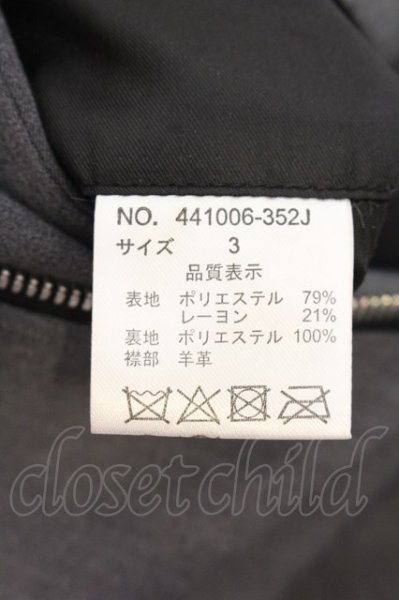 NO. 441006-352J
サイズ 3
品質表示
表地 ポリエステル 79%
レーヨン 21%
裏地 ポリエステル 100%
襟部 羊革
closetchild